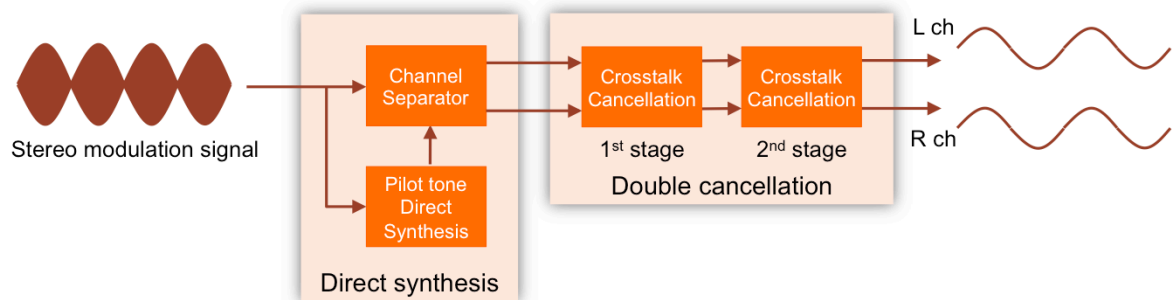 Stereo modulation signal
Channel
Separator
Pilot tone
Direct
Synthesis
Direct synthesis
Crosstalk
Cancellation
1st stage
Crosstalk
Cancellation
2nd stage
Double cancellation
L ch
R ch